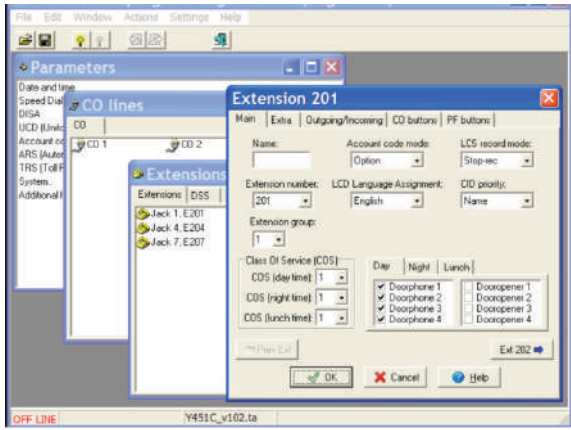 File Edit Window Actions Settings Help
Parameters
Date and time
Speed Dial
DISA
UCD
Account
ARS
TRS
System..
Additional
CO lines
CO
CO 1
CO 2
Extensions
Extensions DSS
Jack 1, E201
Jack 4, E204
Jack 7, E207
Extension 201
Main Extra Outgoing/Incoming CO buttons PF buttons
Name: Account code mode: LCS record mode:
Option Stop-rec
Extension number: LCD Language Assignment: CID priority:
201 English Name
Extension group:
1
Class Of Service (COS)
COS (day time): 1
COS (night time): 1
COS (lunch time): 1
Day Night Lunch
Doorphone 1 Dooropener 1
Doorphone 2 Dooropener 2
Doorphone 3 Dooropener 3
Doorphone 4 Dooropener 4
Prev Ext Ext 202
OK Cancel Help
OFF LINE Y451C_v102.ta